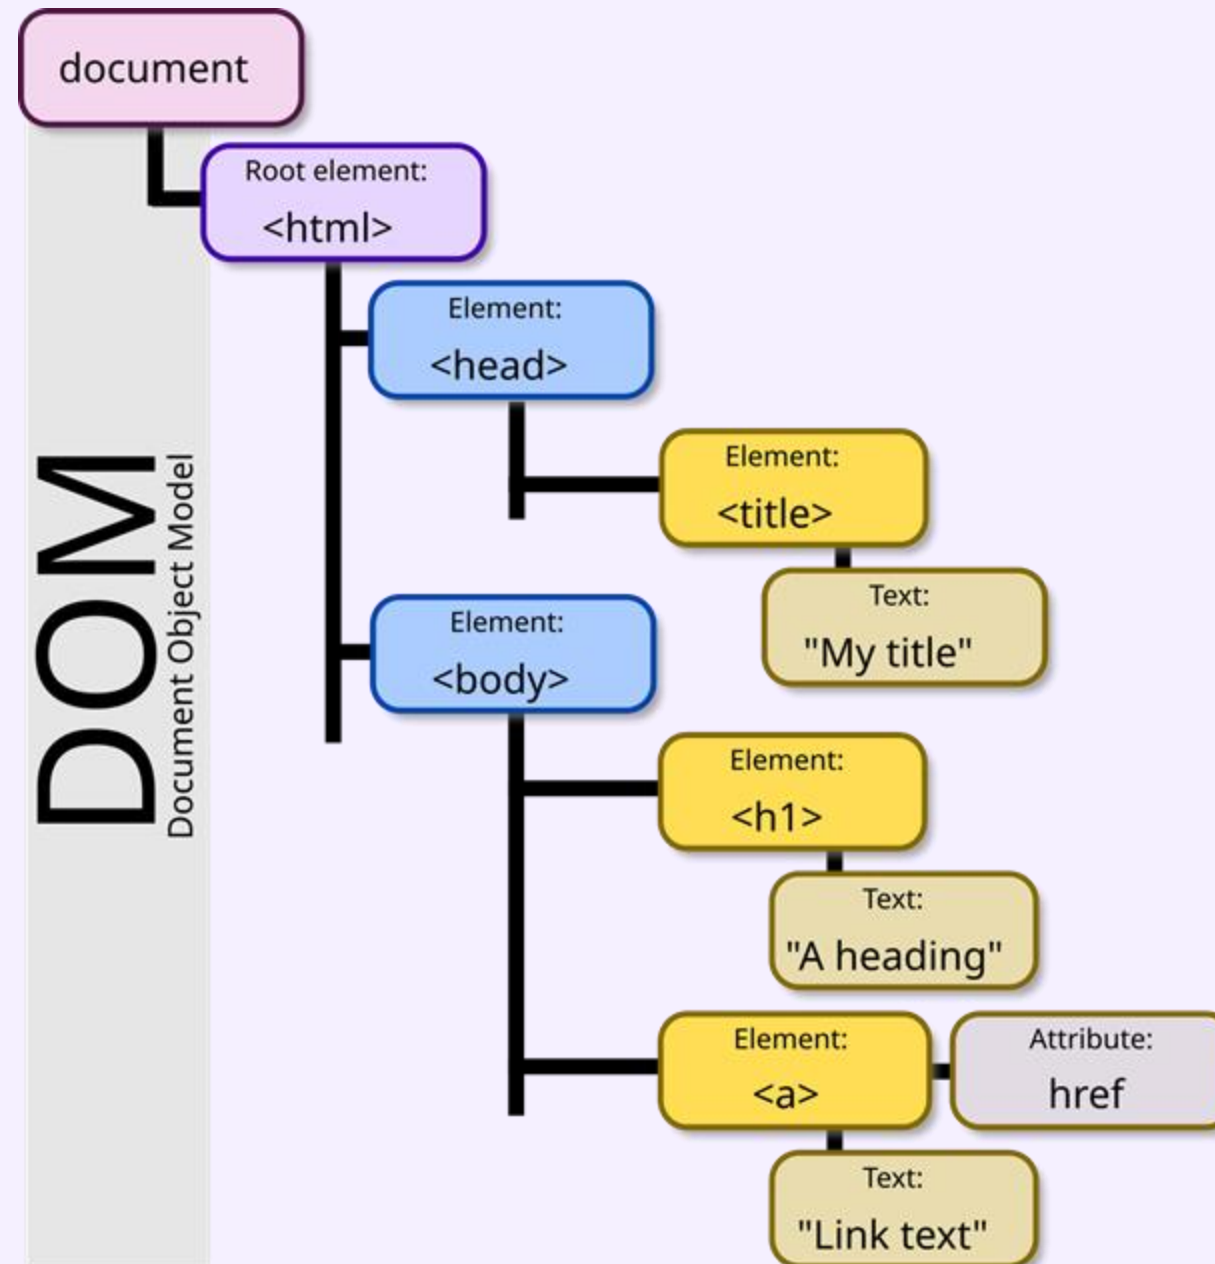 document
Root element:
<html>
Element:
<head>
Element:
<title>
Text:
"My title"
Element:
<body>
Element:
<h1>
Text:
"A heading"
Element:
<a>
Attribute:
href
Text:
"Link text"
DOM
Document Object Model